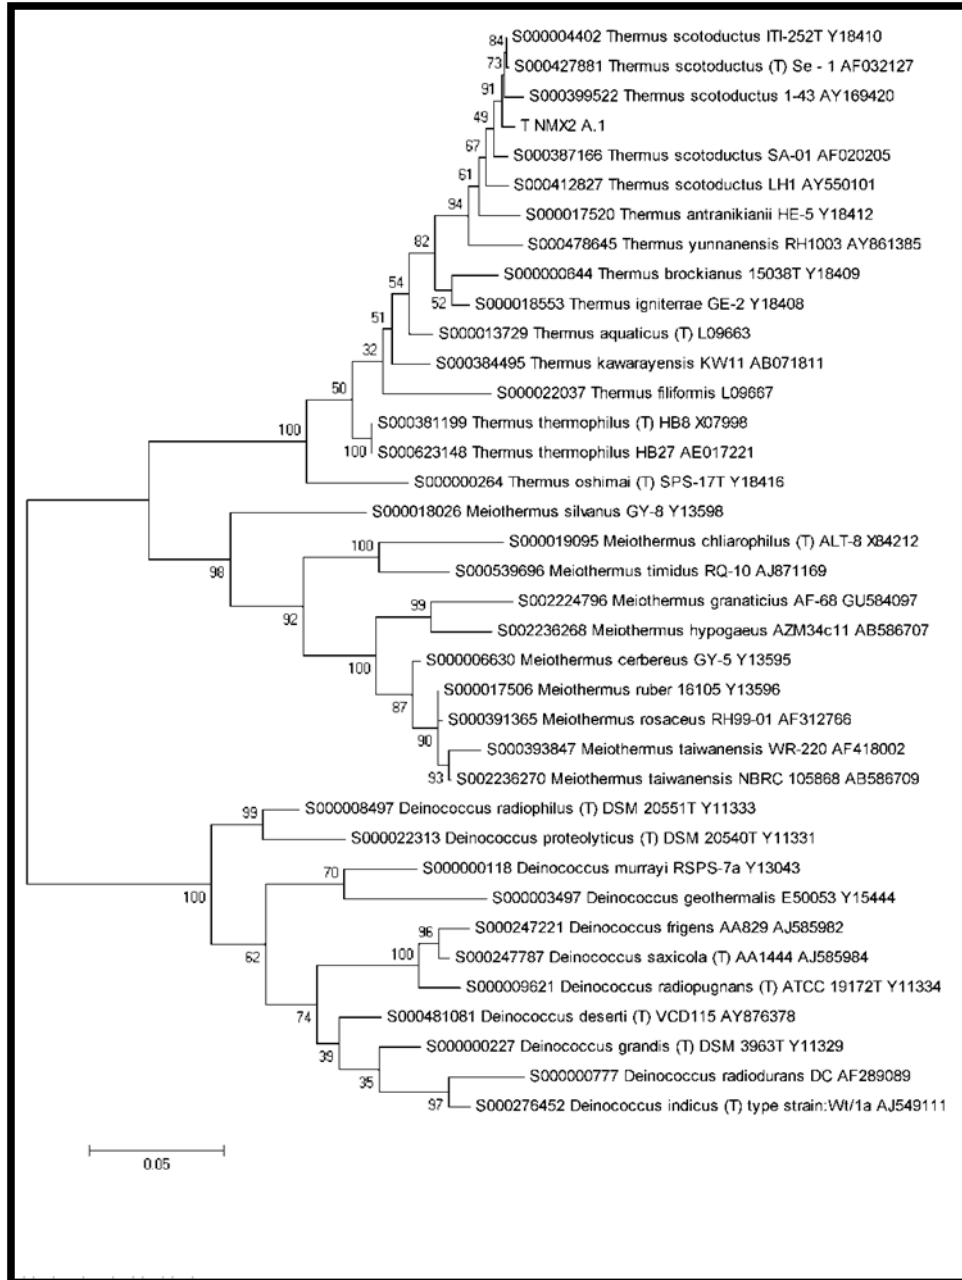 84
S000004402 Thermus scotoductus ITI-252T Y18410
73
S000427881 Thermus scotoductus (T) Se - 1 AF032127
91
S000399522 Thermus scotoductus 1-43 AY169420
49
T NMX2 A.1
67
S000387166 Thermus scotoductus SA-01 AF020205
61
S000412827 Thermus scotoductus LH1 AY550101
94
S000017520 Thermus antranikianii HE-5 Y18412
82
S000478645 Thermus yunnanensis RH1003 AY861385
54
S000000644 Thermus brockianus 15038T Y18409
52
S000018553 Thermus igniterrae GE-2 Y18408
51
S000013729 Thermus aquaticus (T) L09663
32
S000384495 Thermus kawarayensis KW11 AB071811
50
S000022037 Thermus filiformis L09667
100
S000381199 Thermus thermophilus (T) HB8 X07998
100
S000623148 Thermus thermophilus HB27 AE017221
S000000264 Thermus oshimai (T) SPS-17T Y18416
S000018026 Meiothermus silvanus GY-8 Y13598
98
100
S000019095 Meiothermus chliarophilus (T) ALT-8 X84212
S000539696 Meiothermus timidus RQ-10 AJ871169
92
99
S002224796 Meiothermus granaticius AF-68 GU584097
S002236268 Meiothermus hypogaeus AZM34c11 AB586707
100
S000006630 Meiothermus cerbereus GY-5 Y13595
87
S000017506 Meiothermus ruber 16105 Y13596
S000391365 Meiothermus rosaceus RH99-01 AF312766
90
S000393847 Meiothermus taiwanensis WR-220 AF418002
93
S002236270 Meiothermus taiwanensis NBRC 105868 AB586709
99
S000008497 Deinococcus radiophilus (T) DSM 20551T Y11333
S000022313 Deinococcus proteolyticus (T) DSM 20540T Y11331
100
70
S000000118 Deinococcus murrayi RSPS-7a Y13043
S000003497 Deinococcus geothermalis E50053 Y15444
62
96
S000247221 Deinococcus frigens AA829 AJ585982
100
S000247787 Deinococcus saxicola (T) AA1444 AJ585984
S000009621 Deinococcus radiopugnans (T) ATCC 19172T Y11334
74
S000481081 Deinococcus deserti (T) VCD115 AY876378
39
S000000227 Deinococcus grandis (T) DSM 3963T Y11329
35
S000000777 Deinococcus radiodurans DC AF289089
97
S000276452 Deinococcus indicus (T) type strain:Wt/1a AJ549111
0.05